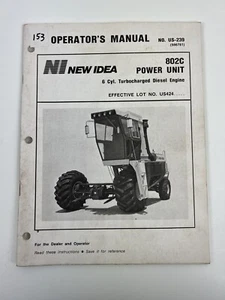 153
OPERATOR'S MANUAL
NO. US-239
NI NEW IDEA
802C
POWER UNIT
6 Cyl. Turbocharged Diesel Engine
EFFECTIVE LOT NO. US424
For the Dealer and Operator
Read these instructions • Save it for reference